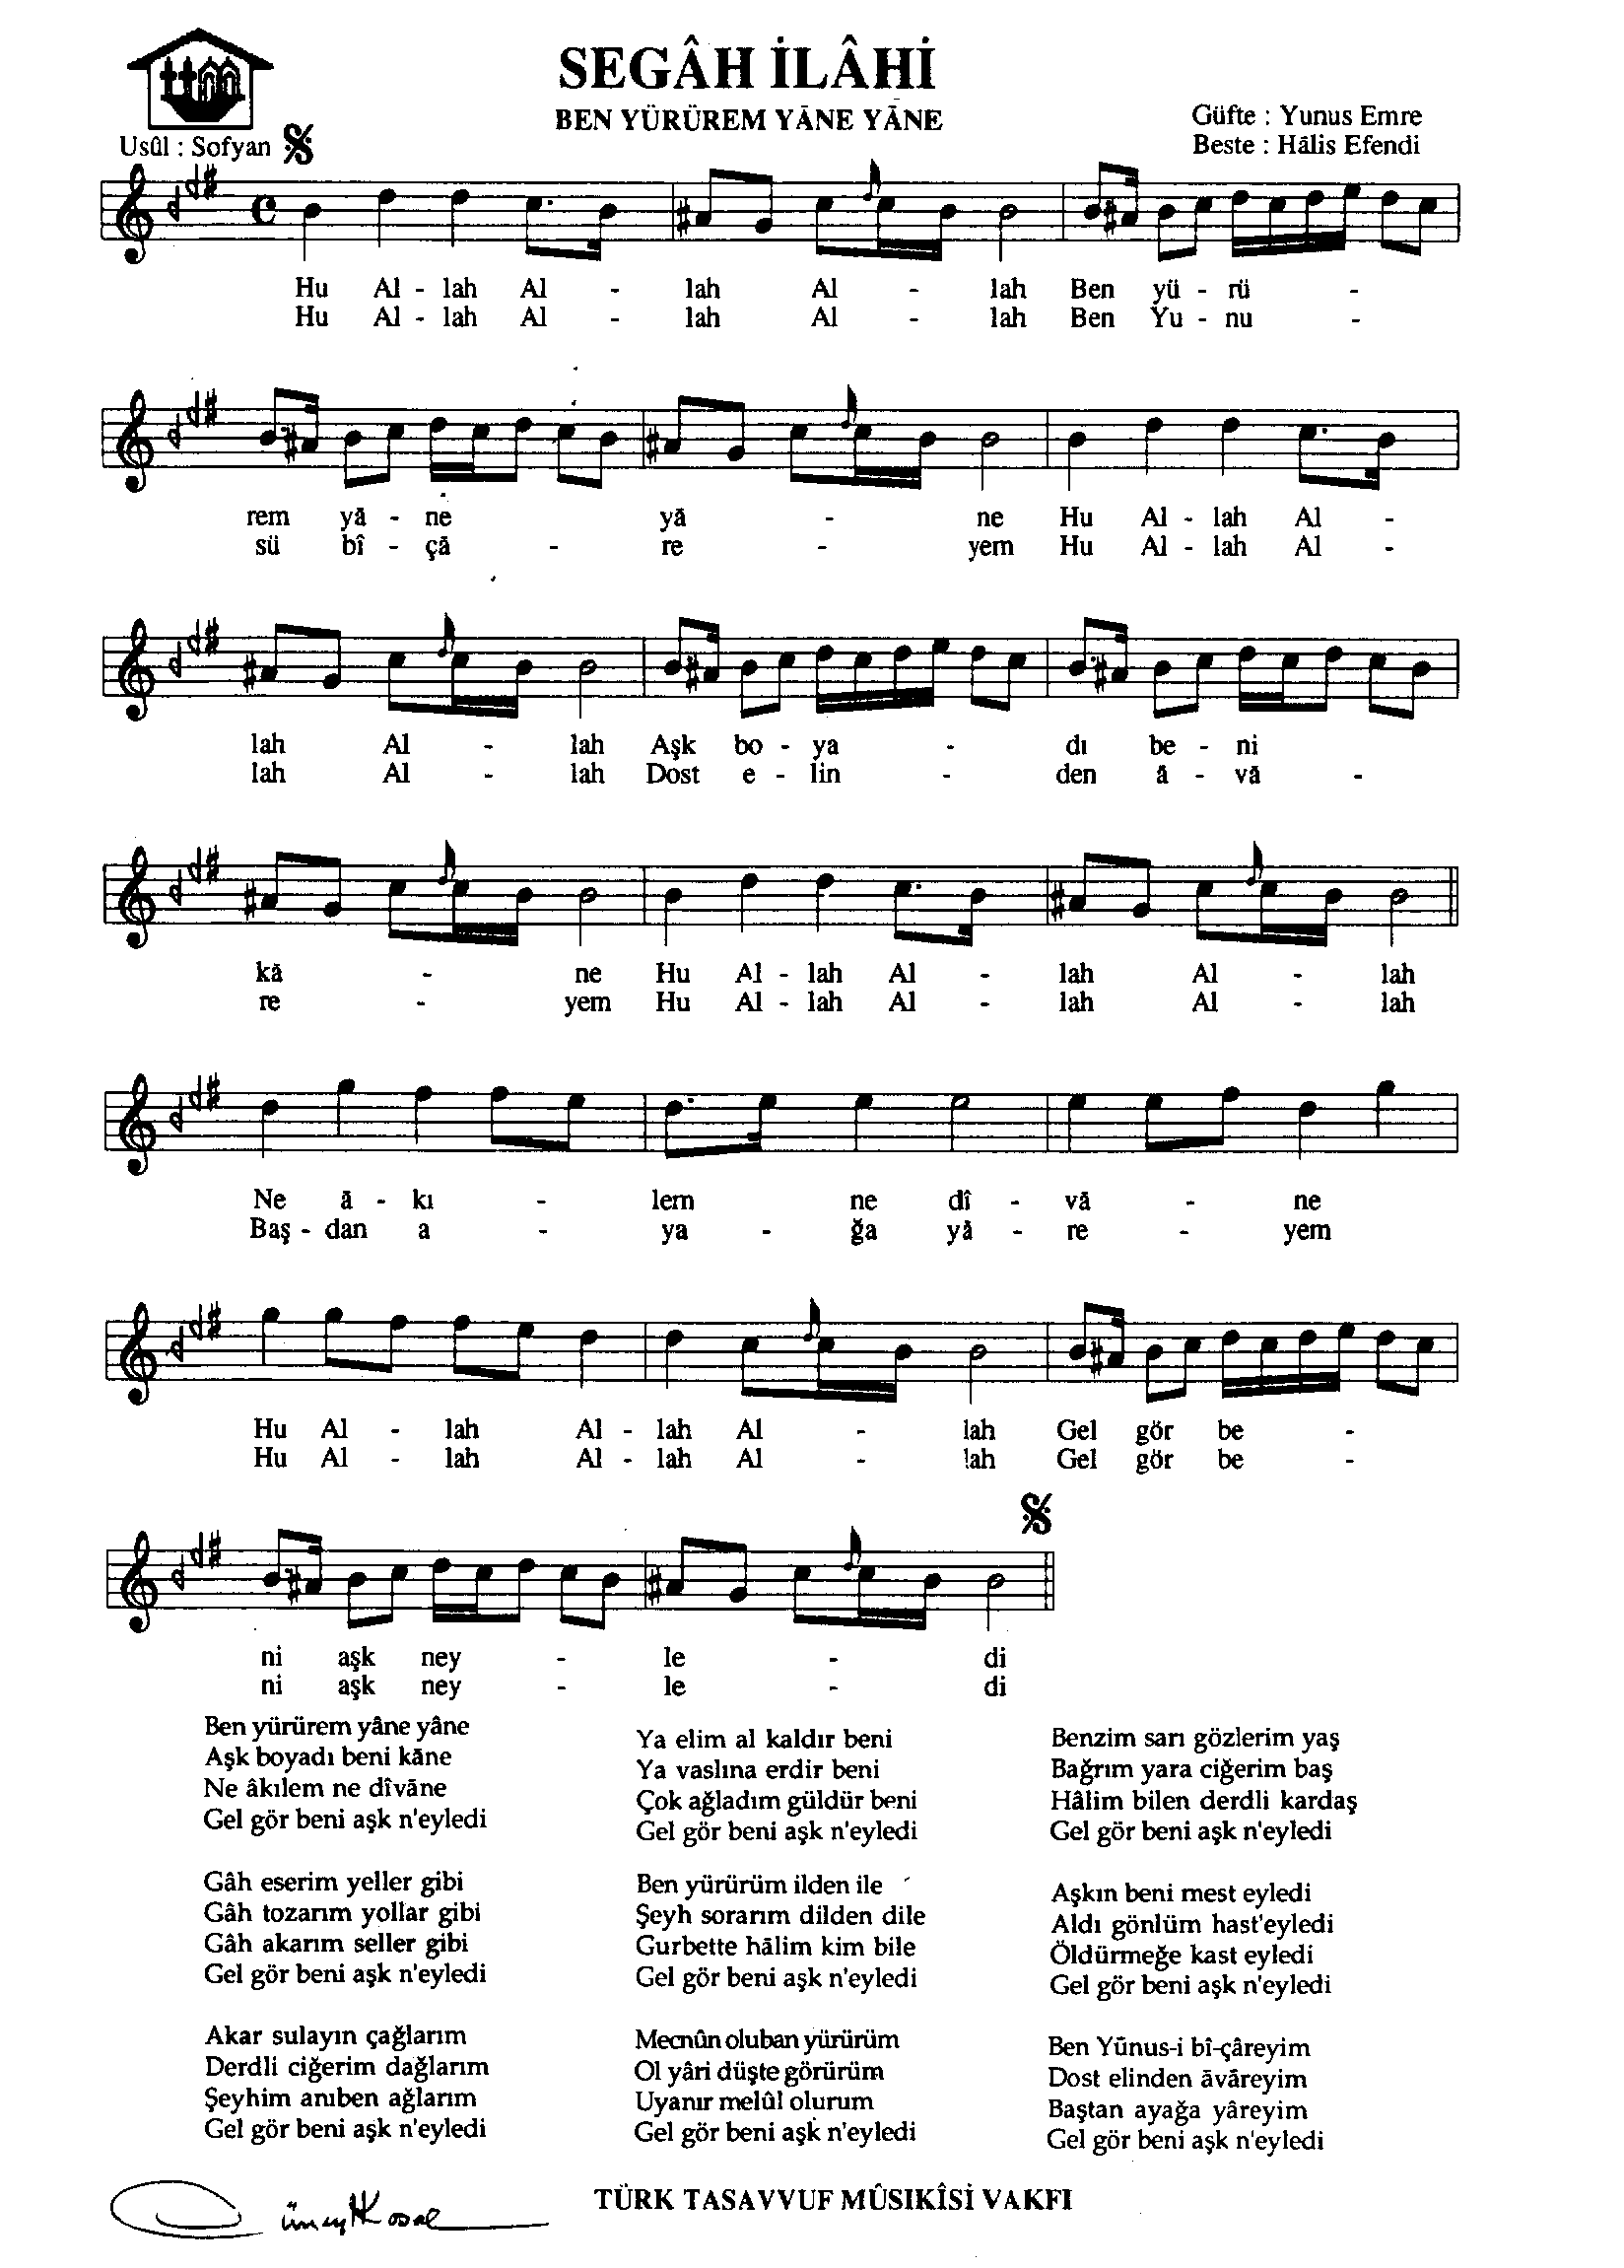 SEGÂH İLÂHİ
BEN YÜRÜREM YĀNE YĀNE
Güfte : Yunus Emre
Usûl : Sofyan
Beste : Hālis Efendi
Hu Al - lah Al - lah Al - lah Ben yü - rü -
Hu Al - lah Al - lah Al - lah Ben Yu - nu -
rem yā - ne yā - ne Hu Al - lah Al -
sü bî - çā - re - yem Hu Al - lah Al -
lah Al - lah Aşk bo - ya - dı be - ni
lah Al - lah Dost e - lin - den ā - vā -
kā - ne Hu Al - lah Al - lah Al - lah
re - yem Hu Al - lah Al - lah Al - lah
Ne ā - kı - lem ne dî - vā - ne
Baş - dan a - ya - ğa yā - re - yem
Hu Al - lah Al - lah Al - lah Gel gör be -
Hu Al - lah Al - lah Al - lah Gel gör be -
ni aşk ney - le - di
ni aşk ney - le - di
Ben yürürem yâne yâne
Aşk boyadı beni kāne
Ne âkılem ne dîvāne
Gel gör beni aşk n'eyledi
Gâh eserim yeller gibi
Gâh tozarım yollar gibi
Gâh akarım seller gibi
Gel gör beni aşk n'eyledi
Akar sulayın çağlarım
Derdli ciğerim dağlarım
Şeyhim anıben ağlarım
Gel gör beni aşk n'eyledi
Ya elim al kaldır beni
Ya vaslına erdir beni
Çok ağladım güldür beni
Gel gör beni aşk n'eyledi
Ben yürürüm ilden ile
Şeyh sorarım dilden dile
Gurbette hālim kim bile
Gel gör beni aşk n'eyledi
Mecnûn oluban yürürüm
Ol yâri düşte görürüm
Uyanır melûl olurum
Gel gör beni aşk n'eyledi
Benzim sarı gözlerim yaş
Bağrım yara ciğerim baş
Hâlim bilen derdli kardaş
Gel gör beni aşk n'eyledi
Aşkın beni mest eyledi
Aldı gönlüm hast'eyledi
Öldürmeğe kast eyledi
Gel gör beni aşk n'eyledi
Ben Yūnus-i bî-çâreyim
Dost elinden āvāreyim
Baştan ayağa yâreyim
Gel gör beni aşk n'eyledi
TÜRK TASAVVUF MÛSIKÎSİ VAKFI